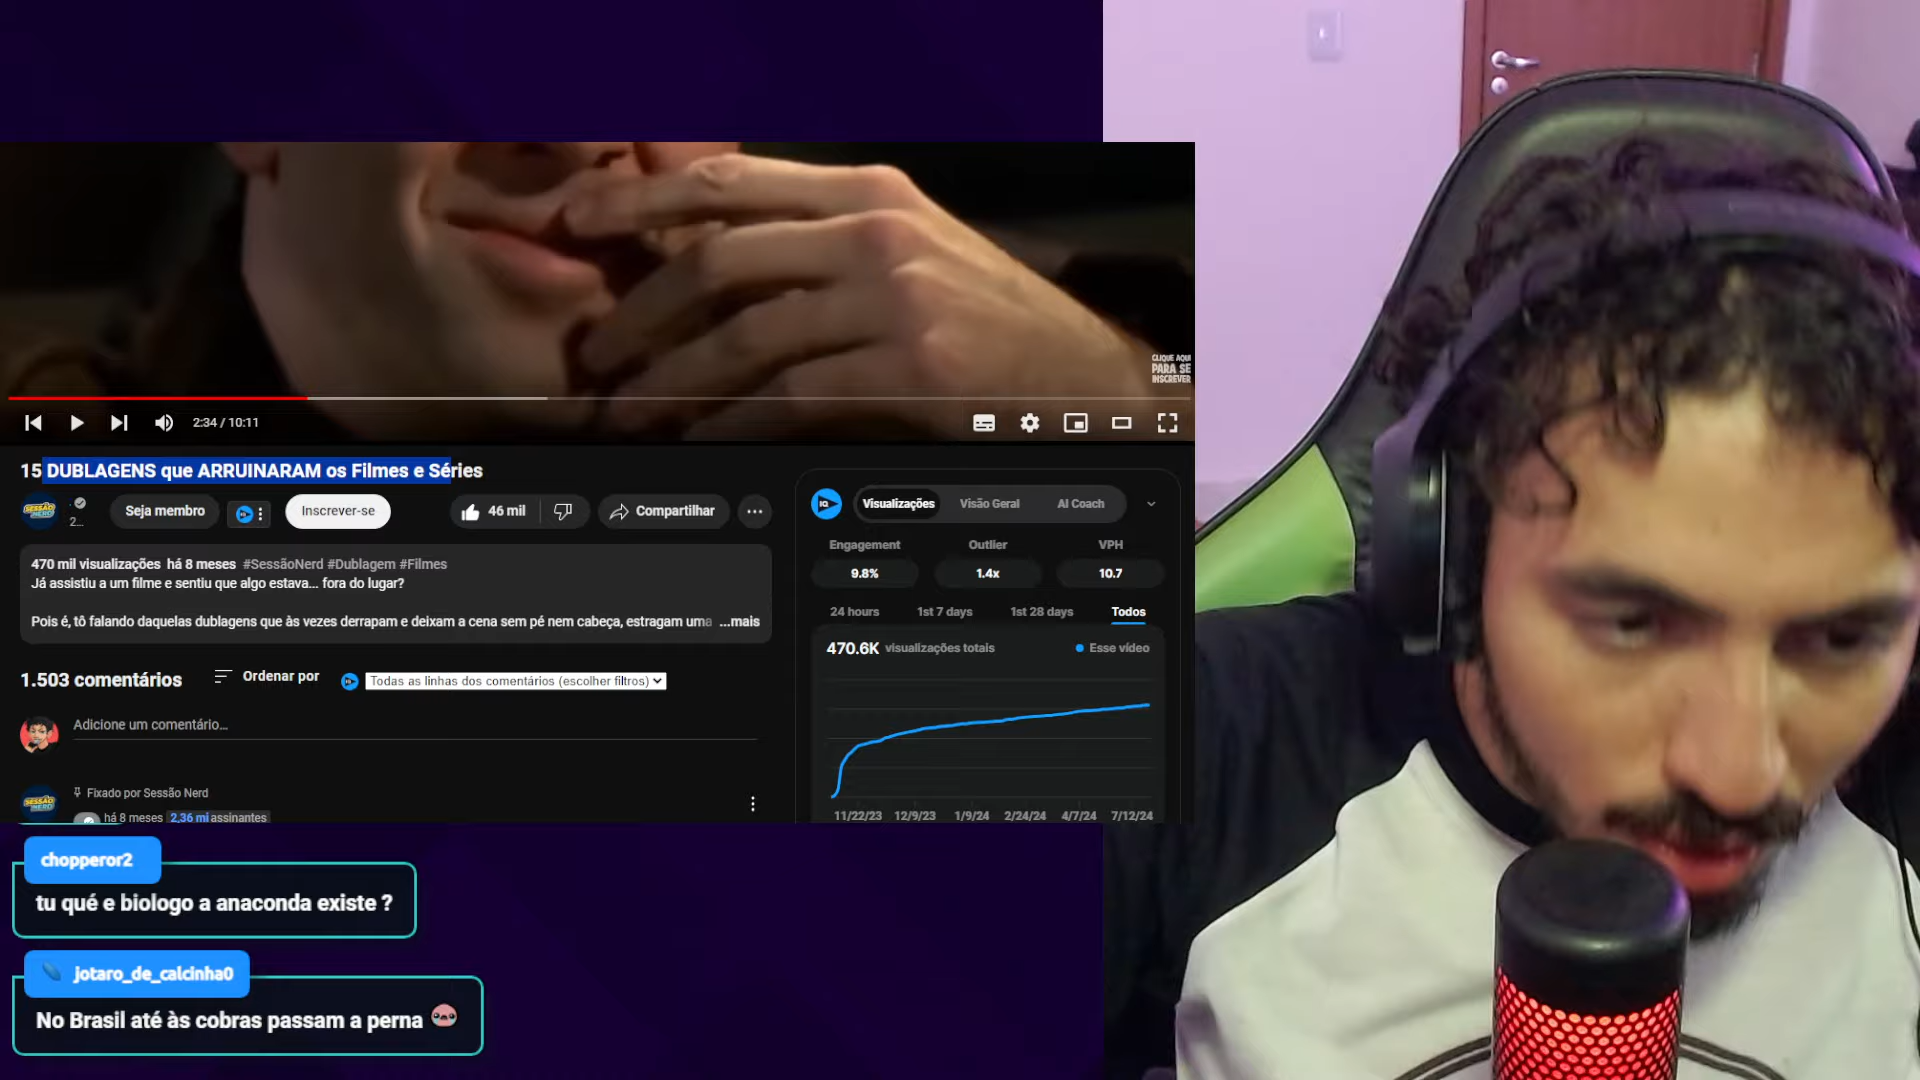 CLIQUE AQUI
PARA SE
INSCREVER
2:34 / 10:11
15 DUBLAGENS que ARRUINARAM os Filmes e Séries
SESSÃO NERD
2...
Seja membro
Inscrever-se
46 mil
Compartilhar
470 mil visualizações há 8 meses #SessãoNerd #Dublagem #Filmes
Já assistiu a um filme e sentiu que algo estava... fora do lugar?
Pois é, tô falando daquelas dublagens que às vezes derrapam e deixam a cena sem pé nem cabeça, estragam uma ...mais
1.503 comentários
Ordenar por
Todas as linhas dos comentários (escolher filtros)
Adicione um comentário...
Fixado por Sessão Nerd
SESSÃO NERD
há 8 meses 2,36 mi assinantes
IQ
Visualizações
Visão Geral
AI Coach
Engagement
Outlier
VPH
9.8%
1.4x
10.7
24 hours
1st 7 days
1st 28 days
Todos
470.6K visualizações totais
Esse vídeo
11/22/23 12/9/23 1/9/24 2/24/24 4/7/24 7/12/24
chopperor2
tu qué e biologo a anaconda existe ?
jotaro_de_calcinha0
No Brasil até às cobras passam a perna